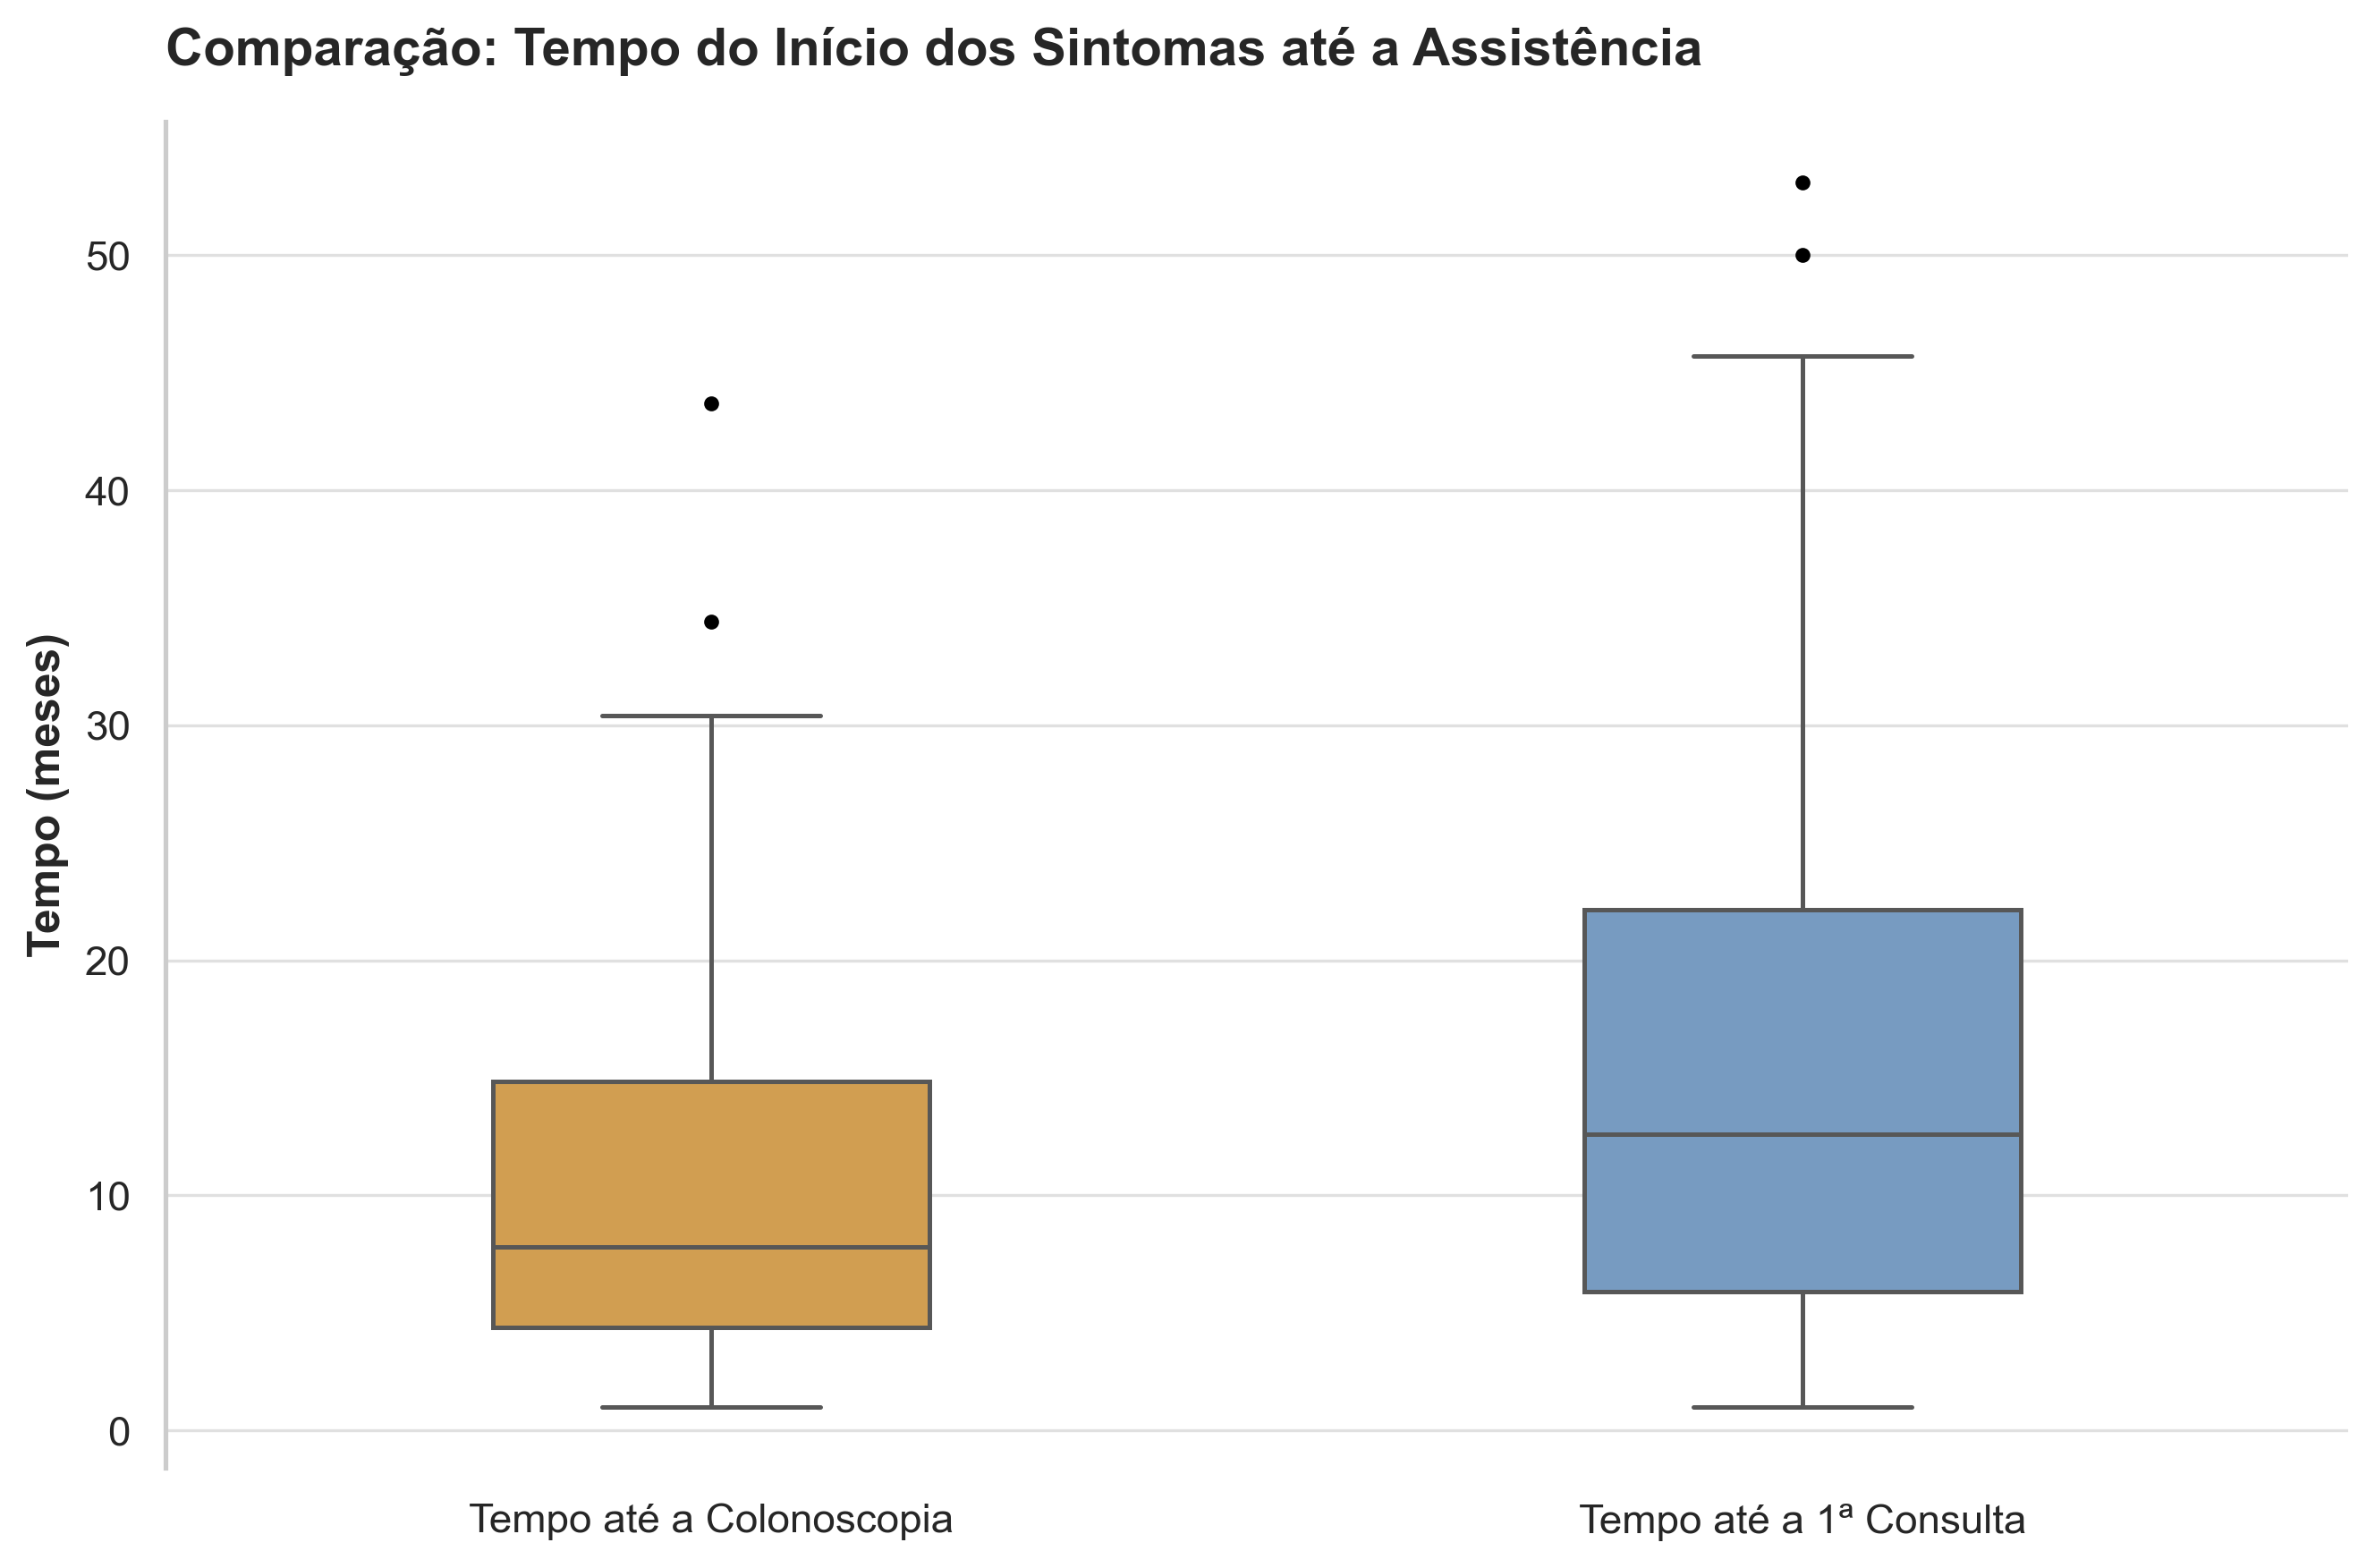 Comparação: Tempo do Início dos Sintomas até a Assistência
Tempo (meses)
50
40
30
20
10
0
Tempo até a Colonoscopia
Tempo até a 1ª Consulta